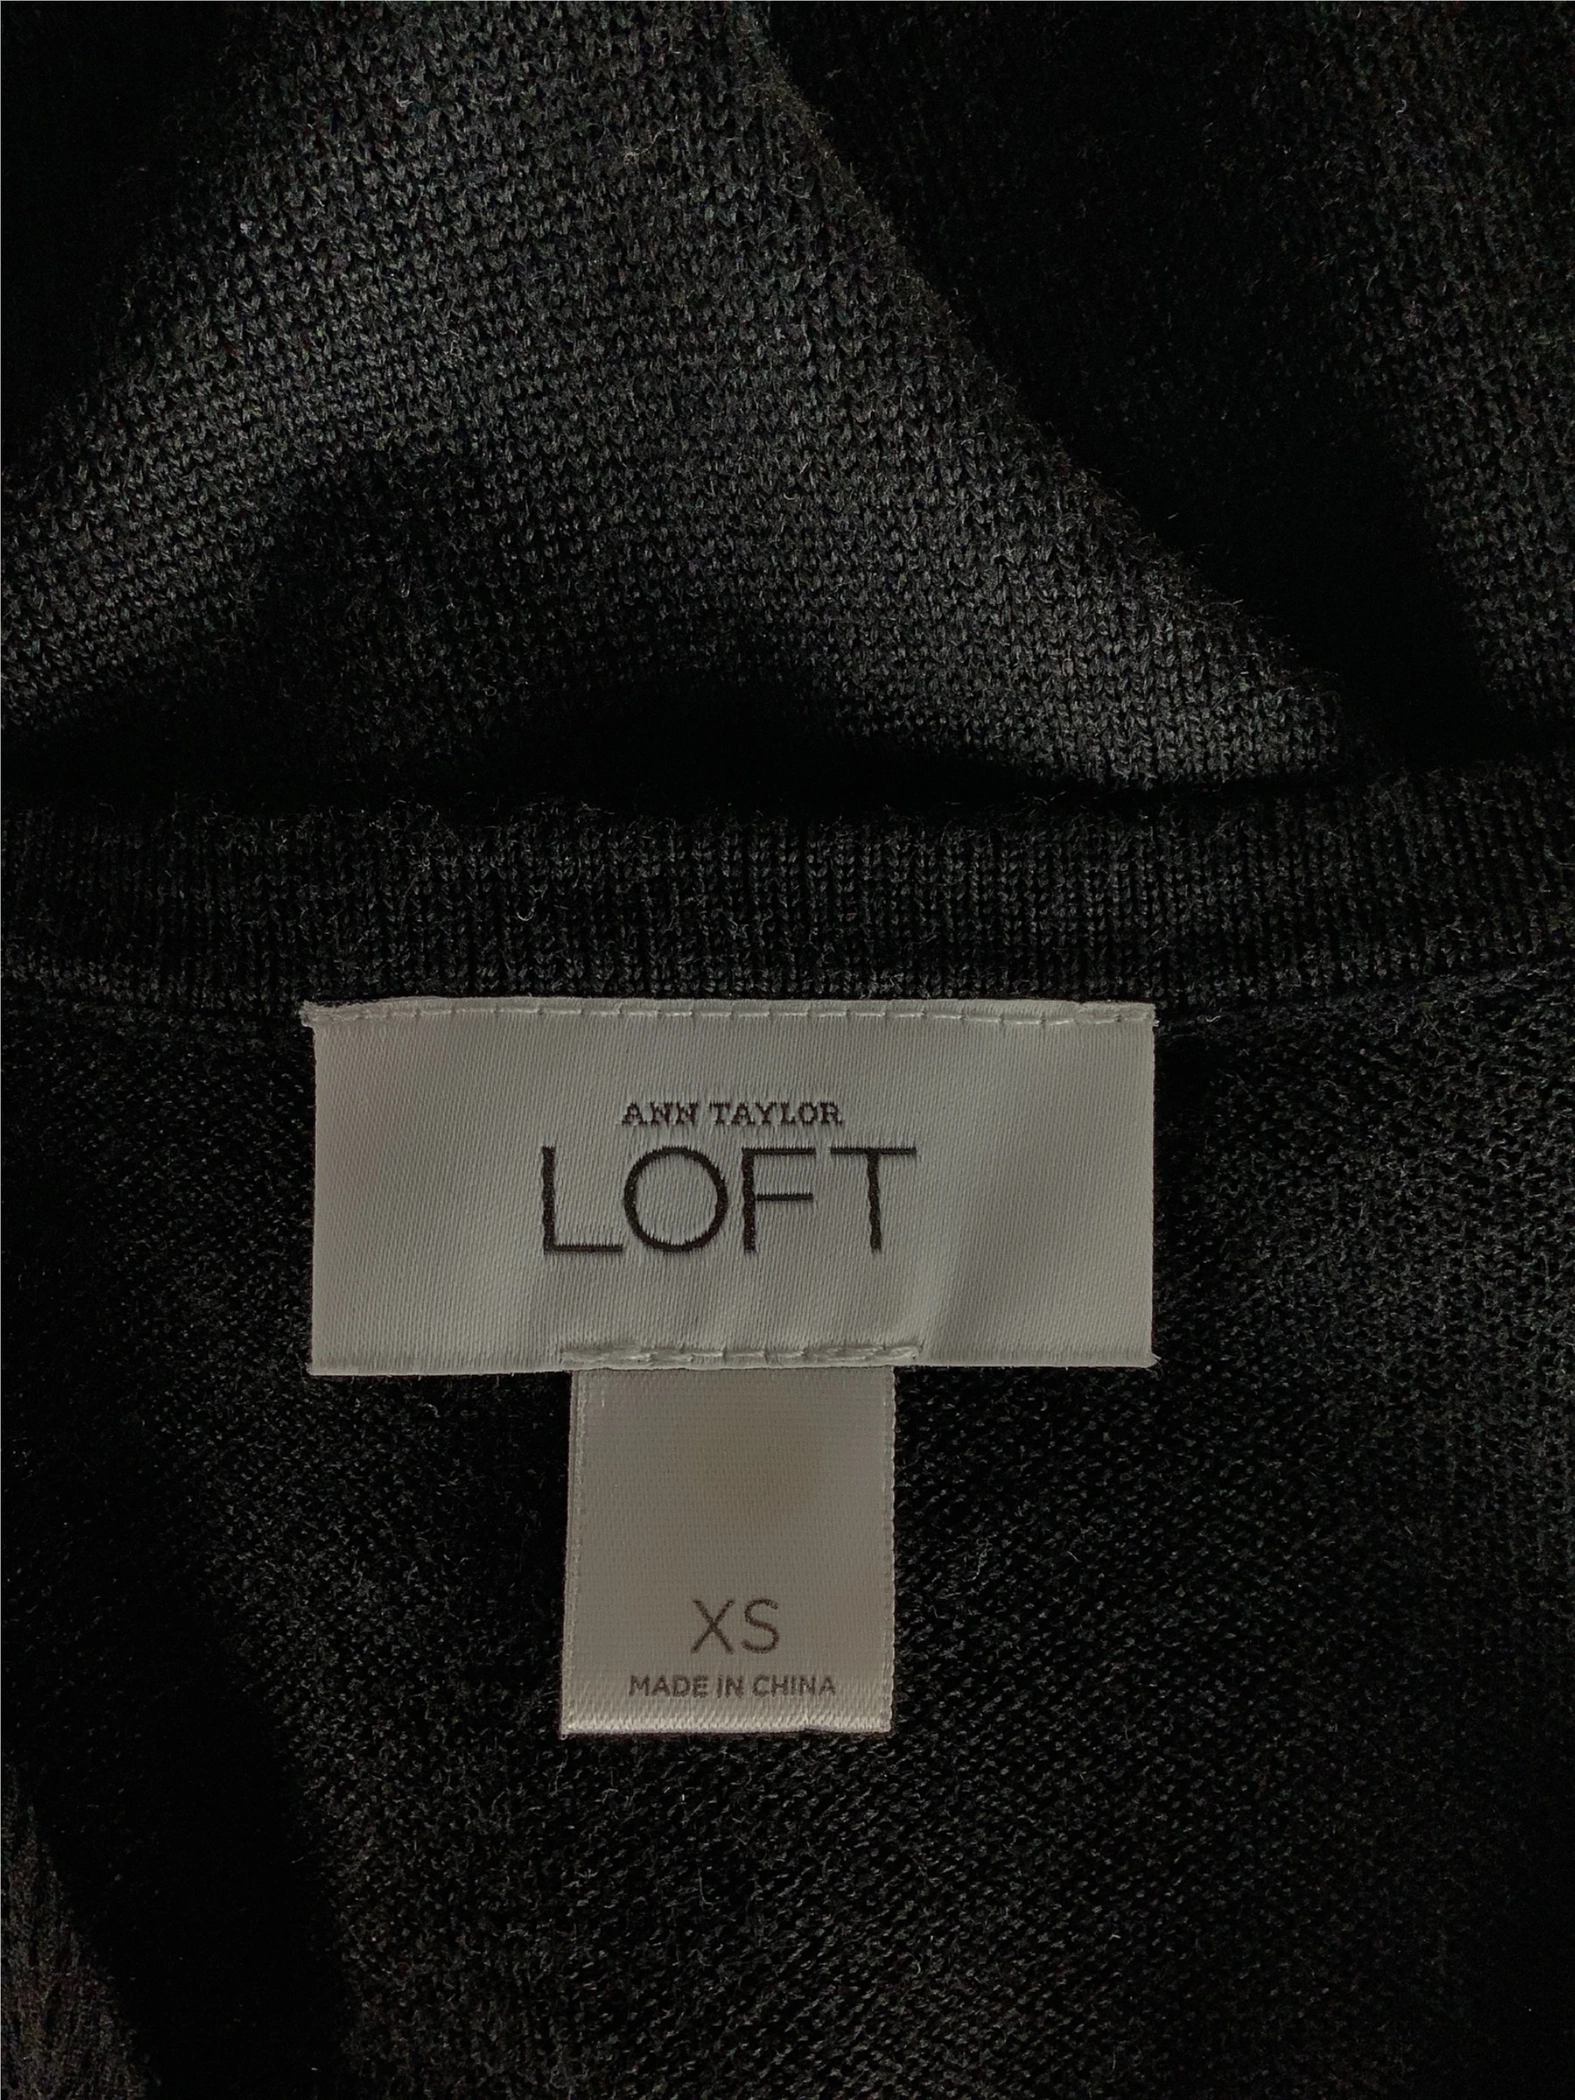 ANN TAYLOR
LOFT
XS
MADE IN CHINA